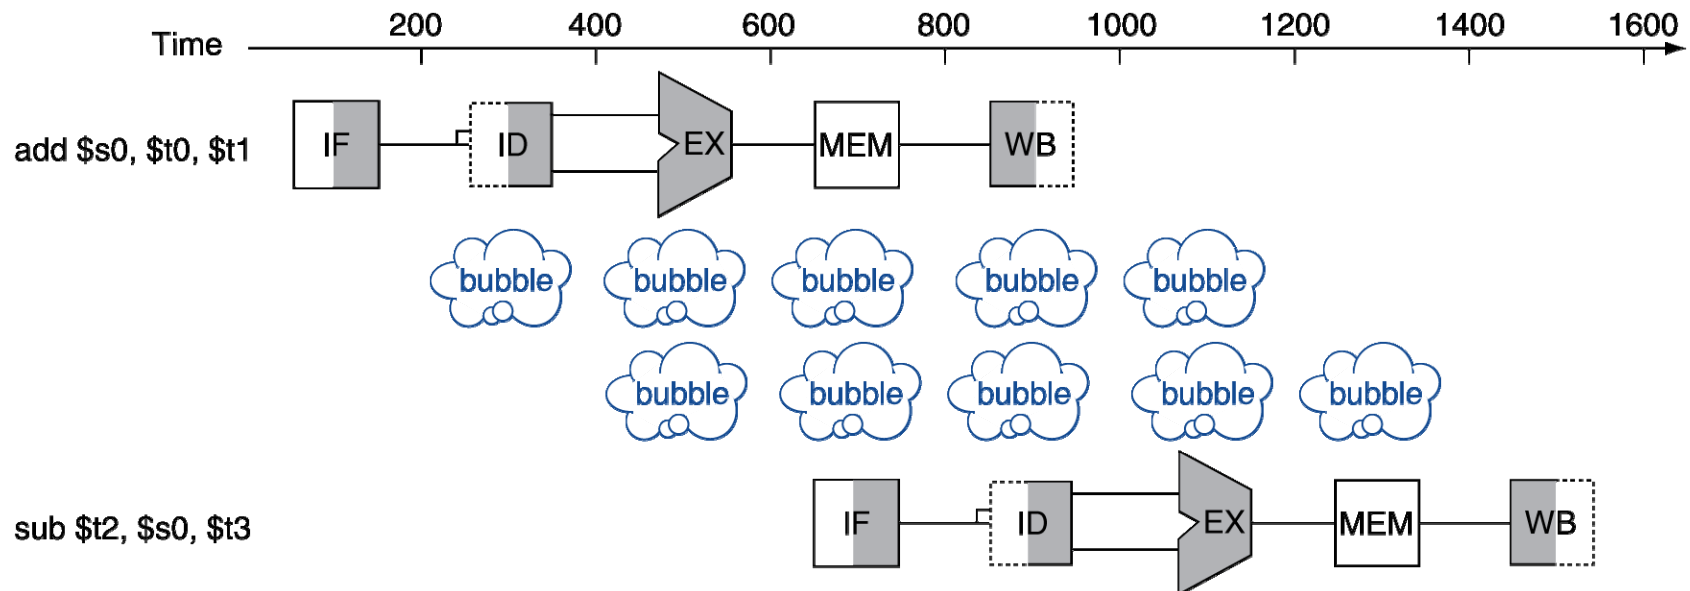 200 400 600 800 1000 1200 1400 1600
Time
add $s0, $t0, $t1 IF ID EX MEM WB
bubble bubble bubble bubble bubble
bubble bubble bubble bubble bubble
sub $t2, $s0, $t3 IF ID EX MEM WB